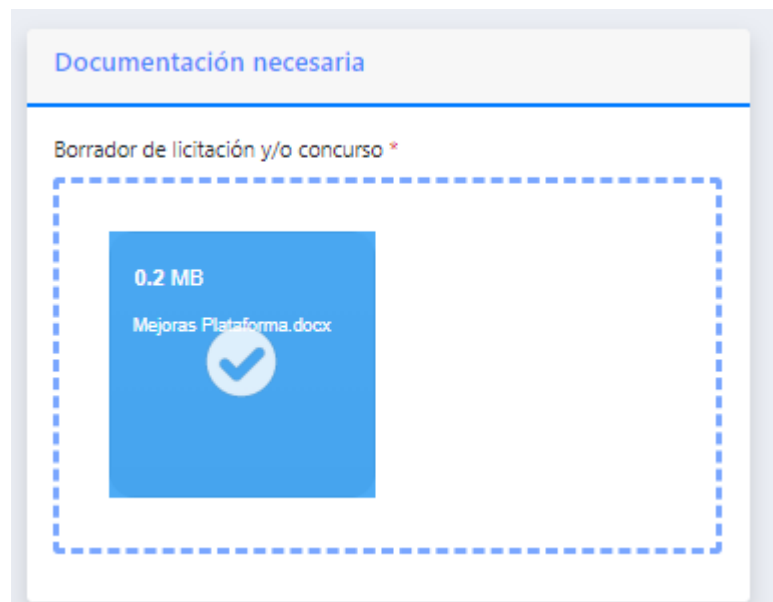 Documentación necesaria
Borrador de licitación y/o concurso *
0.2 MB
Mejoras Plataforma.docx